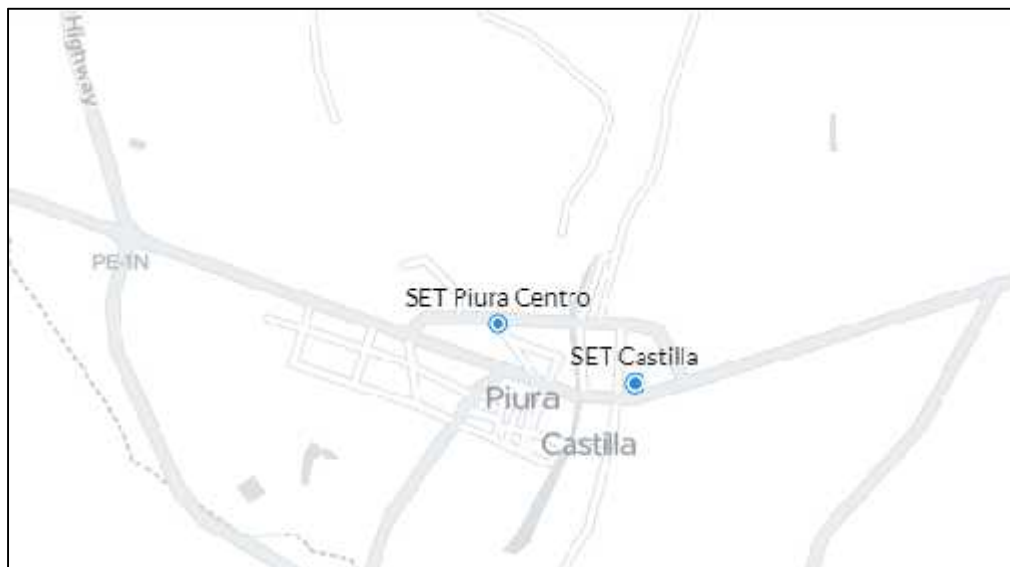 Highway
PE-1N
SET Piura Centro
SET Castilla
Piura
Castilla